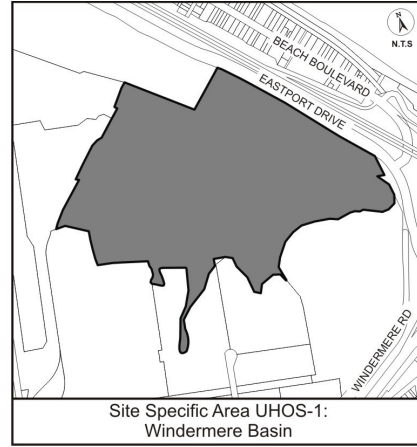 N
N.T.S
BEACH BOULEVARD
EASTPORT DRIVE
WINDERMERE RD
Site Specific Area UHOS-1:
Windermere Basin